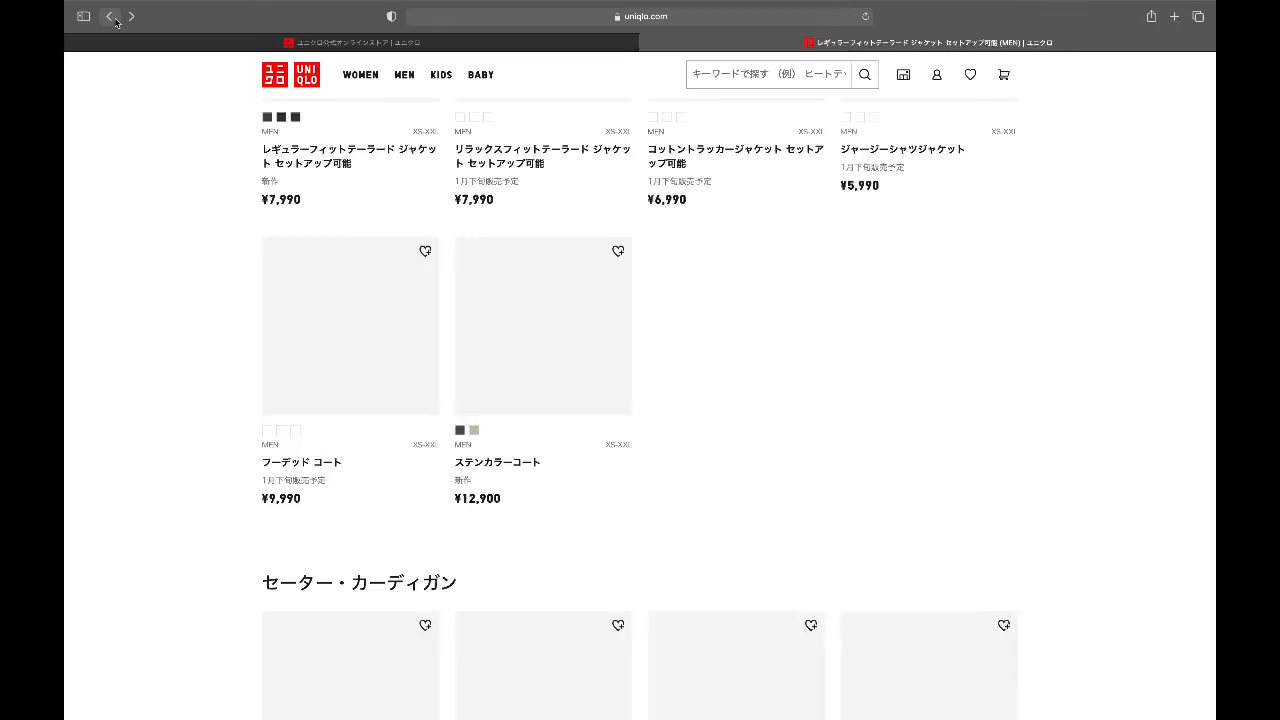 uniqlo.com
ユニクロ公式オンラインストア | ユニクロ
レギュラーフィットテーラード ジャケット セットアップ可能 (MEN) | ユニクロ
ユニ
クロ
UNI
QLO
WOMEN
MEN
KIDS
BABY
キーワードで探す （例） ヒートテ
MEN
XS-XXL
レギュラーフィットテーラード ジャケッ
ト セットアップ可能
新作
¥7,990
MEN
XS-XXL
リラックスフィットテーラード ジャケッ
ト セットアップ可能
1月下旬販売予定
¥7,990
MEN
XS-XXL
コットントラッカージャケット セットア
ップ可能
1月下旬販売予定
¥6,990
MEN
XS-XXL
ジャージーシャツジャケット
1月下旬販売予定
¥5,990
MEN
XS-XXL
フーデッド コート
1月下旬販売予定
¥9,990
MEN
XS-XXL
ステンカラーコート
新作
¥12,900
セーター・カーディガン